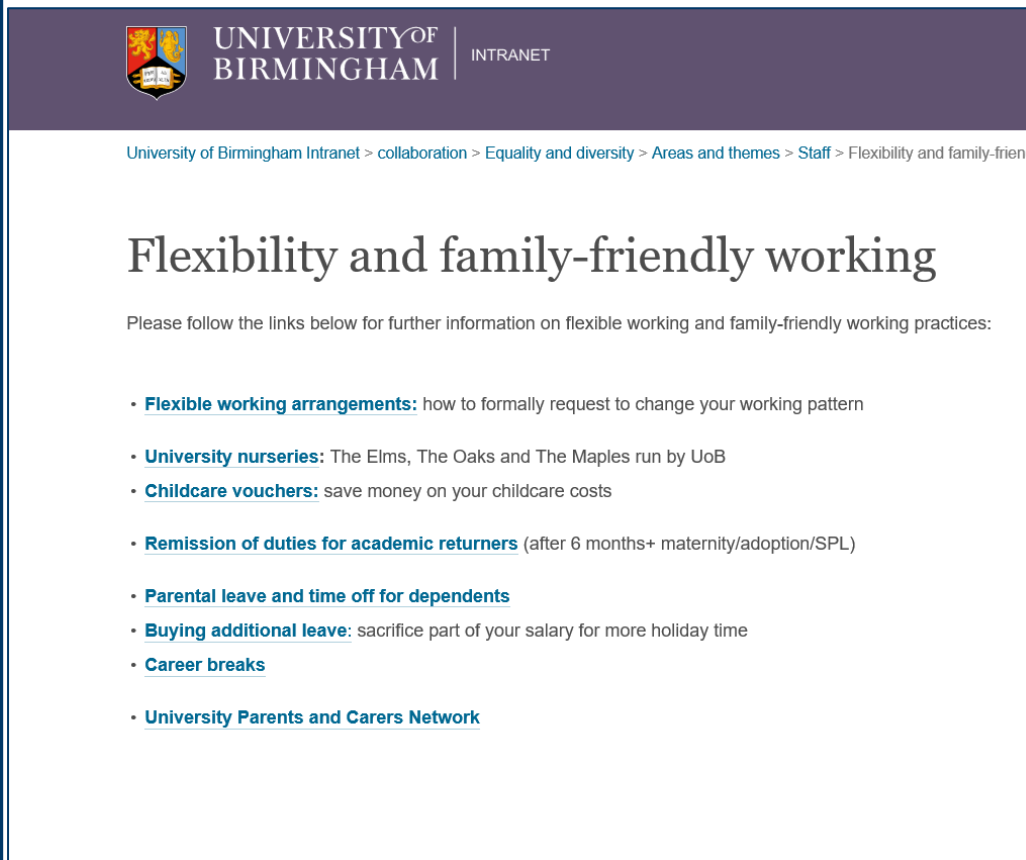 UNIVERSITY OF
BIRMINGHAM
INTRANET
University of Birmingham Intranet > collaboration > Equality and diversity > Areas and themes > Staff > Flexibility and family-frien
Flexibility and family-friendly working
Please follow the links below for further information on flexible working and family-friendly working practices:
• Flexible working arrangements: how to formally request to change your working pattern
• University nurseries: The Elms, The Oaks and The Maples run by UoB
• Childcare vouchers: save money on your childcare costs
• Remission of duties for academic returners (after 6 months+ maternity/adoption/SPL)
• Parental leave and time off for dependents
• Buying additional leave: sacrifice part of your salary for more holiday time
• Career breaks
• University Parents and Carers Network